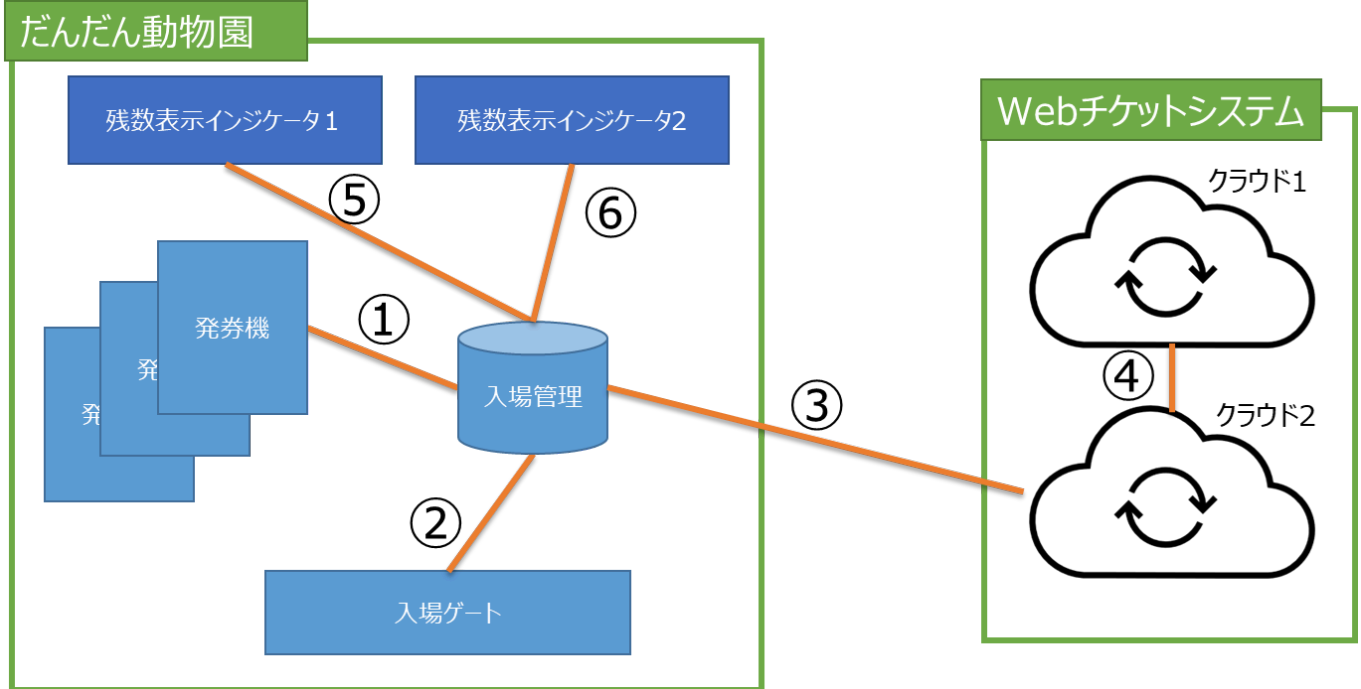 だんだん動物園
残数表示インジケータ1
残数表示インジケータ2
Webチケットシステム
クラウド1
⑤
⑥
発券機
発
発
①
入場管理
③
④
クラウド2
②
入場ゲート